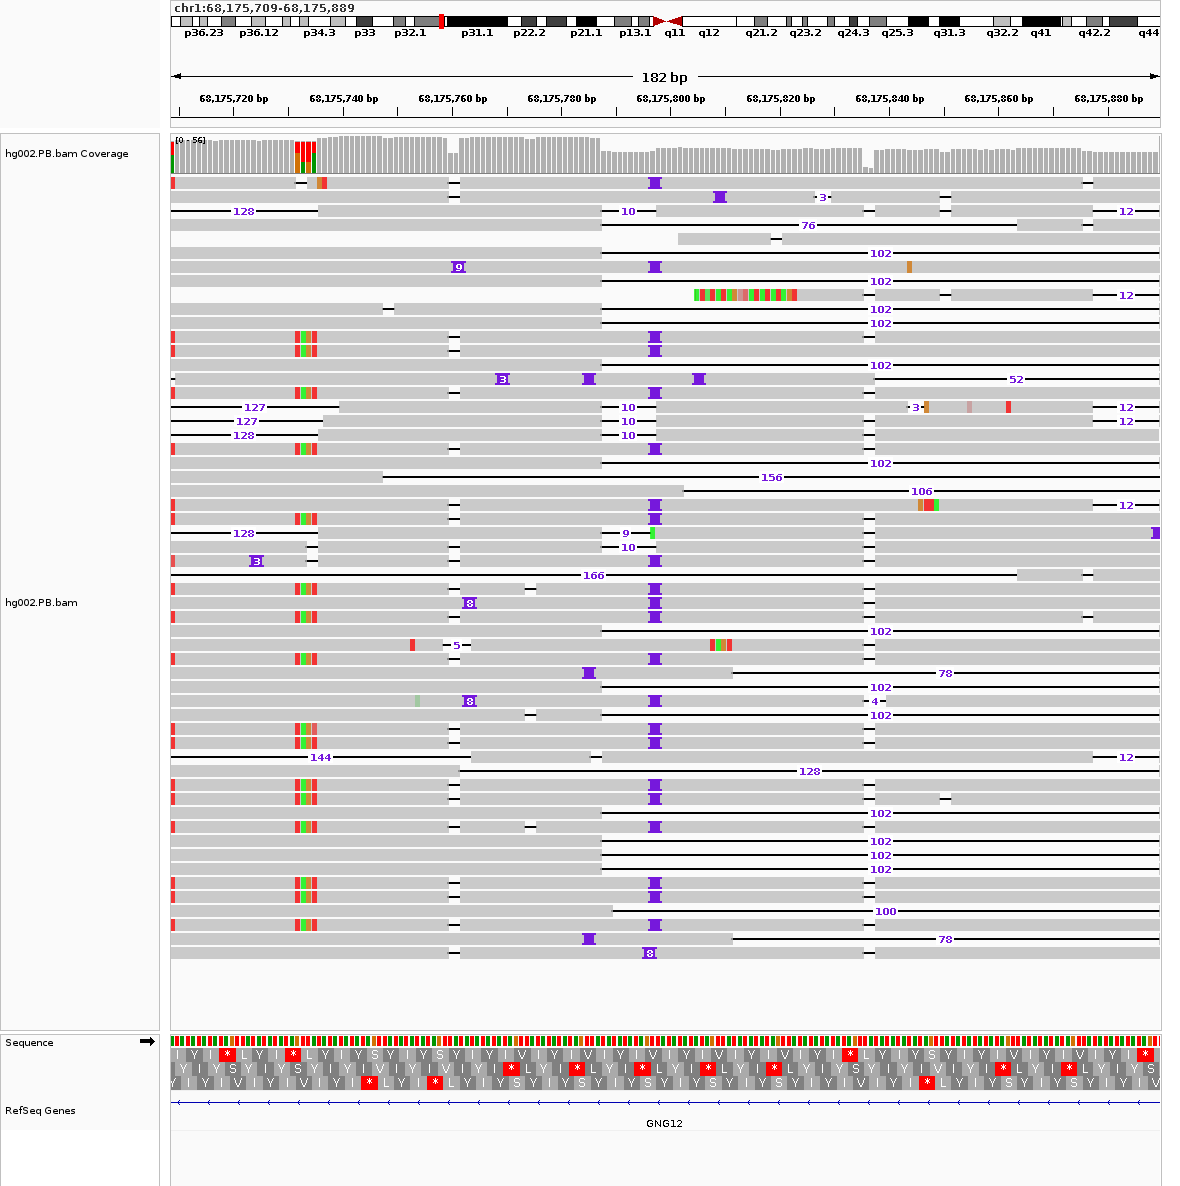 chr1:68,175,709-68,175,889
p36.23 p36.12 p34.3 p33 p32.1 p31.1 p22.2 p21.1 p13.1 q11 q12 q21.2 q23.2 q24.3 q25.3 q31.3 q32.2 q41 q42.2 q44
182 bp
68,175,720 bp 68,175,740 bp 68,175,760 bp 68,175,780 bp 68,175,800 bp 68,175,820 bp 68,175,840 bp 68,175,860 bp 68,175,880 bp
[0 - 56]
hg002.PB.bam Coverage
3
128 10 12
76
102
9
102
12
102
102
102
3 52
127 10 3 12
127 10 12
128 10
102
156
106
12
128 9
10
3
166
8
hg002.PB.bam
102
5
78
102
8 4
102
144 12
128
102
102
102
102
100
78
8
Sequence
RefSeq Genes
GNG12